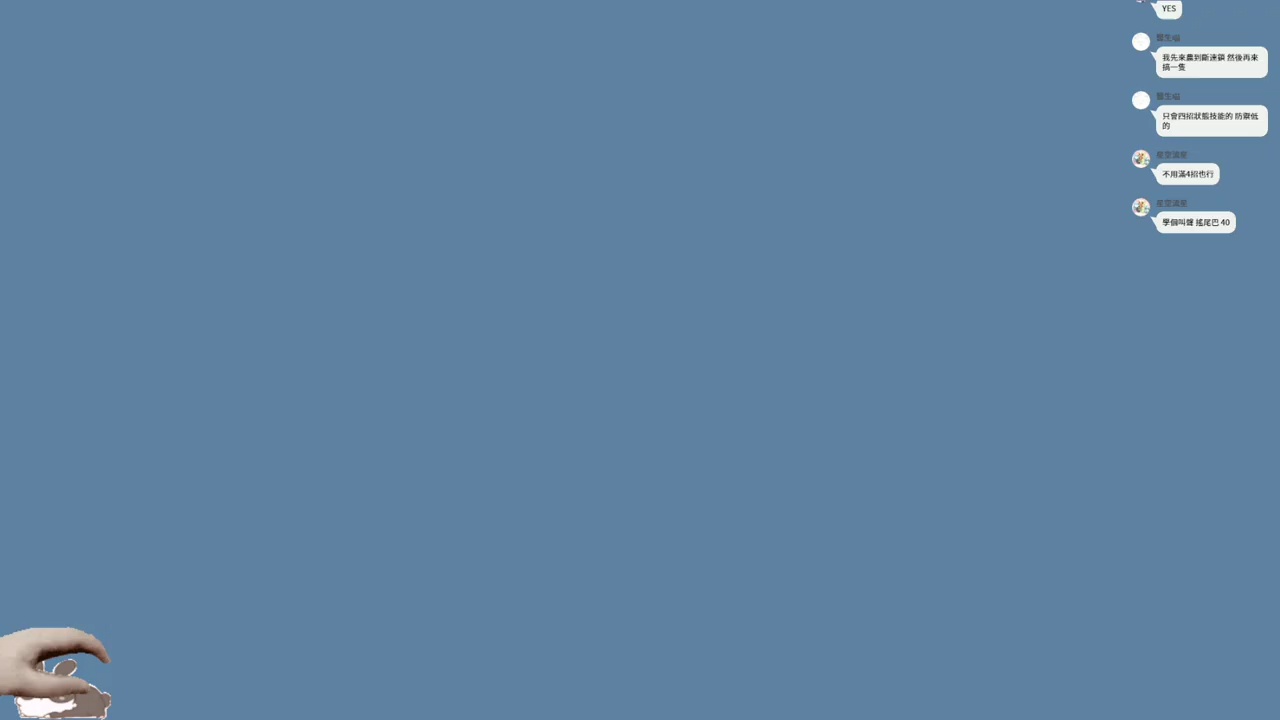 YES
我先來農到斷連鎖 然後再來
搞一隻
只會四招狀態技能的 防禦低
的
不用滿4招也行
學個叫聲 搖尾巴 40